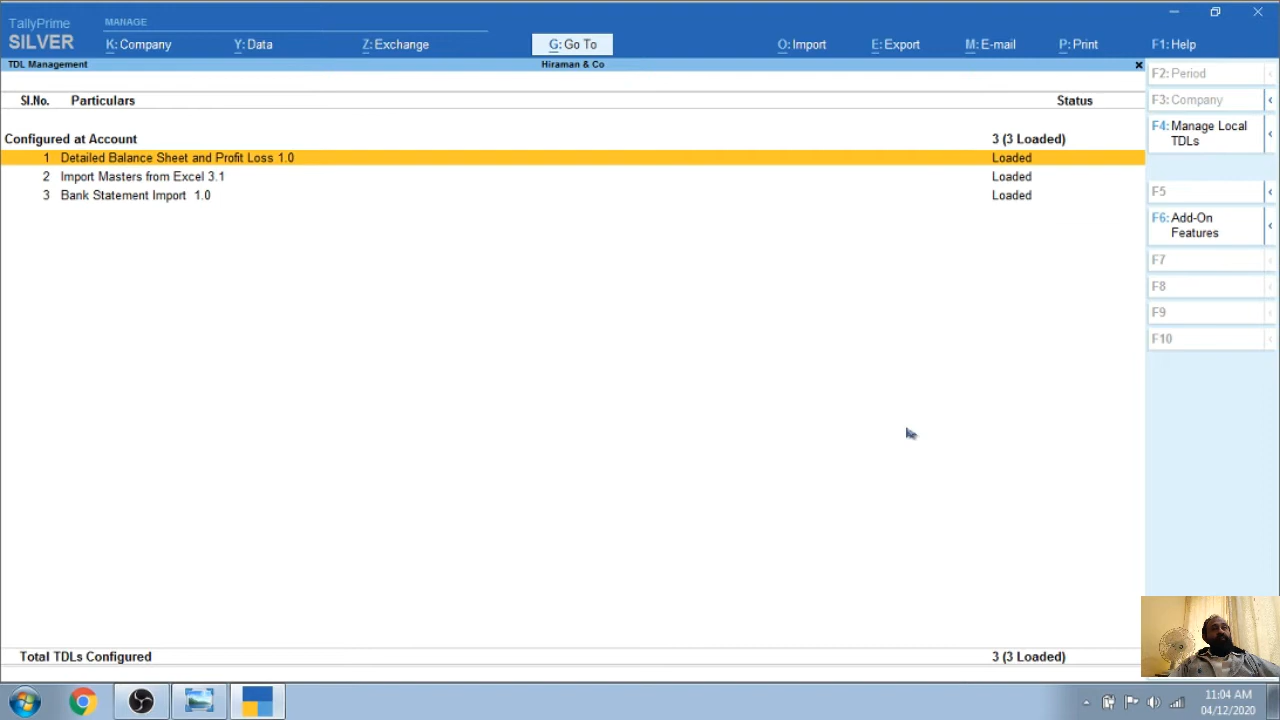 TallyPrime MANAGE
SILVER K: Company Y: Data Z: Exchange G: Go To O: Import E: Export M: E-mail P: Print F1: Help
TDL Management Hiraman & Co
F2: Period
Sl.No. Particulars Status
F3: Company
F4: Manage Local
TDLs
Configured at Account 3 (3 Loaded)
1 Detailed Balance Sheet and Profit Loss 1.0 Loaded
2 Import Masters from Excel 3.1 Loaded
3 Bank Statement Import 1.0 Loaded
F5
F6: Add-On
Features
F7
F8
F9
F10
Total TDLs Configured 3 (3 Loaded)
11:04 AM
04/12/2020